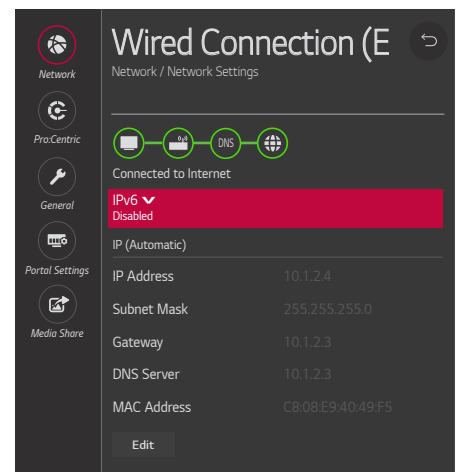 Wired Connection (E
Network / Network Settings
Network
Pro:Centric
General
Portal Settings
Media Share
DNS
Connected to Internet
IPv6
Disabled
IP (Automatic)
IP Address 10.1.2.4
Subnet Mask 255.255.255.0
Gateway 10.1.2.3
DNS Server 10.1.2.3
MAC Address C8:08:E9:40:49:F5
Edit